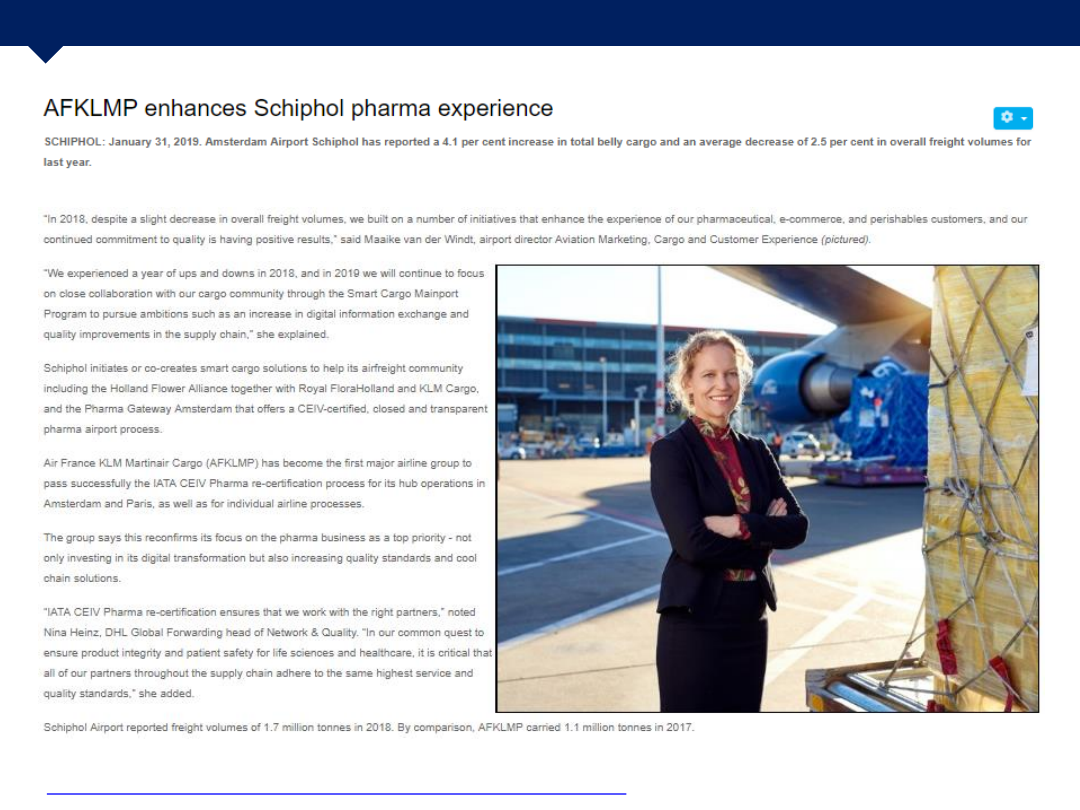 AFKLMP enhances Schiphol pharma experience
SCHIPHOL: January 31, 2019. Amsterdam Airport Schiphol has reported a 4.1 per cent increase in total belly cargo and an average decrease of 2.5 per cent in overall freight volumes for
last year.
"In 2018, despite a slight decrease in overall freight volumes, we built on a number of initiatives that enhance the experience of our pharmaceutical, e-commerce, and perishables customers, and our
continued commitment to quality is having positive results," said Maaike van der Windt, airport director Aviation Marketing, Cargo and Customer Experience (pictured).
"We experienced a year of ups and downs in 2018, and in 2019 we will continue to focus
on close collaboration with our cargo community through the Smart Cargo Mainport
Program to pursue ambitions such as an increase in digital information exchange and
quality improvements in the supply chain," she explained.
Schiphol initiates or co-creates smart cargo solutions to help its airfreight community
including the Holland Flower Alliance together with Royal FloraHolland and KLM Cargo,
and the Pharma Gateway Amsterdam that offers a CEIV-certified, closed and transparent
pharma airport process.
Air France KLM Martinair Cargo (AFKLMP) has become the first major airline group to
pass successfully the IATA CEIV Pharma re-certification process for its hub operations in
Amsterdam and Paris, as well as for individual airline processes.
The group says this reconfirms its focus on the pharma business as a top priority - not
only investing in its digital transformation but also increasing quality standards and cool
chain solutions.
"IATA CEIV Pharma re-certification ensures that we work with the right partners," noted
Nina Heinz, DHL Global Forwarding head of Network & Quality. "In our common quest to
ensure product integrity and patient safety for life sciences and healthcare, it is critical that
all of our partners throughout the supply chain adhere to the same highest service and
quality standards," she added.
Schiphol Airport reported freight volumes of 1.7 million tonnes in 2018. By comparison, AFKLMP carried 1.1 million tonnes in 2017.